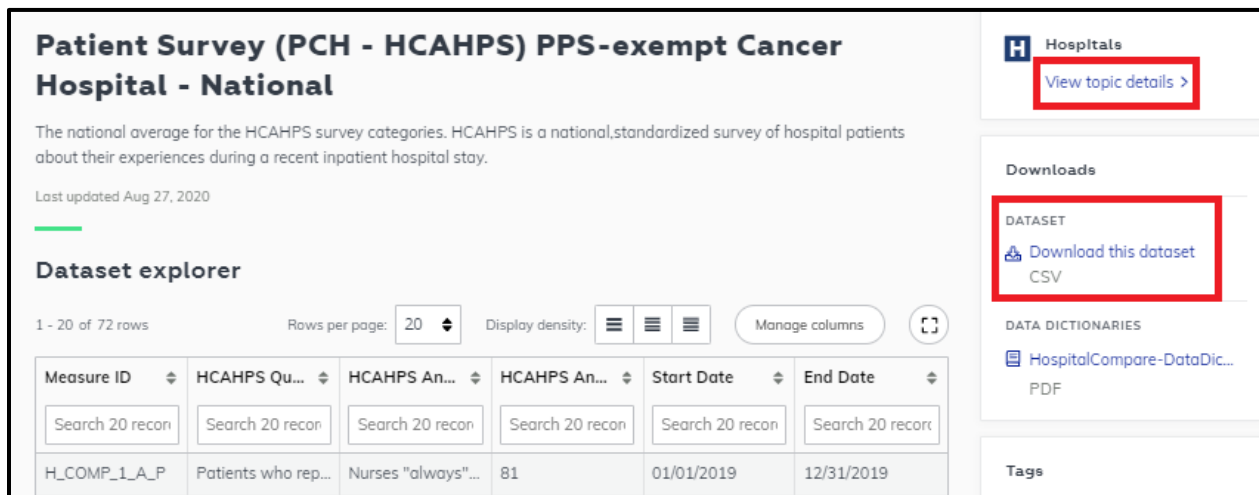 Patient Survey (PCH - HCAHPS) PPS-exempt Cancer
Hospital - National
The national average for the HCAHPS survey categories. HCAHPS is a national,standardized survey of hospital patients
about their experiences during a recent inpatient hospital stay.
Last updated Aug 27, 2020
Dataset explorer
1 - 20 of 72 rows Rows per page: 20 Display density: Manage columns
Measure ID HCAHPS Qu... HCAHPS An... HCAHPS An... Start Date End Date
Search 20 recor Search 20 recor Search 20 recor Search 20 recor Search 20 recor Search 20 recor
H_COMP_1_A_P Patients who rep... Nurses "always"... 81 01/01/2019 12/31/2019
H Hospitals
View topic details >
Downloads
DATASET
Download this dataset
CSV
DATA DICTIONARIES
HospitalCompare-DataDic...
PDF
Tags